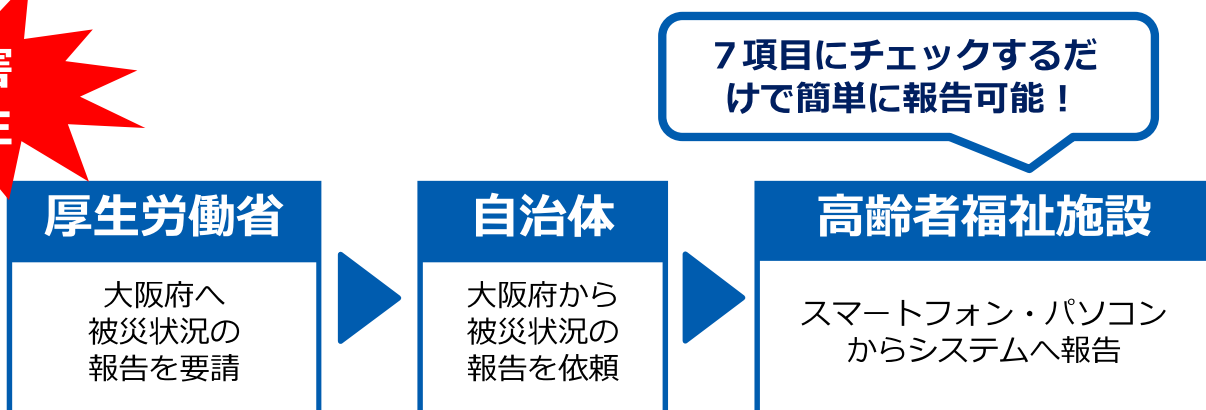 害
７項目にチェックするだ
けで簡単に報告可能！
厚生労働省
大阪府へ
被災状況の
報告を要請
自治体
大阪府から
被災状況の
報告を依頼
高齢者福祉施設
スマートフォン・パソコン
からシステムへ報告